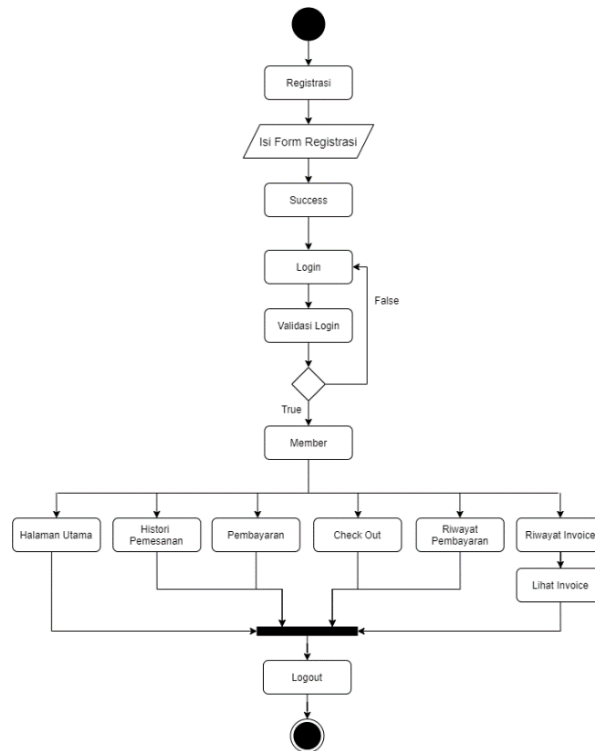 Registrasi
Isi Form Registrasi
Success
Login
False
Validasi Login
True
Member
Halaman Utama
Histori
Pemesanan
Pembayaran
Check Out
Riwayat
Pembayaran
Riwayat Invoice
Lihat Invoice
Logout